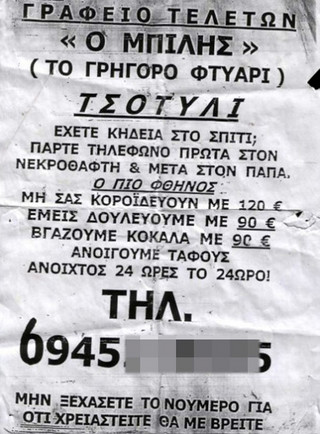 ΓΡΑΦΕΙΟ ΤΕΛΕΤΩΝ
« Ο ΜΠΙΛΗΣ »
( ΤΟ ΓΡΗΓΟΡΟ ΦΤΥΑΡΙ )
ΤΣΟΤΥΛΙ
ΕΧΕΤΕ ΚΗΔΕΙΑ ΣΤΟ ΣΠΙΤΙ;
ΠΑΡΤΕ ΤΗΛΕΦΩΝΟ ΠΡΩΤΑ ΣΤΟΝ
ΝΕΚΡΟΘΑΦΤΗ & ΜΕΤΑ ΣΤΟΝ ΠΑΠΑ.
Ο ΠΙΟ ΦΘΗΝΟΣ
ΜΗ ΣΑΣ ΚΟΡΟΪΔΕΥΟΥΝ ΜΕ 120 €
ΕΜΕΙΣ ΔΟΥΛΕΥΟΥΜΕ ΜΕ 90 €
ΒΓΑΖΟΥΜΕ ΚΟΚΑΛΑ ΜΕ 90 €
ΑΝΟΙΓΟΥΜΕ ΤΑΦΟΥΣ
ΑΝΟΙΧΤΟΣ 24 ΩΡΕΣ ΤΟ 24ΩΡΟ!
ΤΗΛ.
6945 5
ΜΗΝ ΞΕΧΑΣΕΤΕ ΤΟ ΝΟΥΜΕΡΟ ΓΙΑ
ΟΤΙ ΧΡΕΙΑΣΤΕΙΤΕ ΘΑ ΜΕ ΒΡΕΙΤΕ